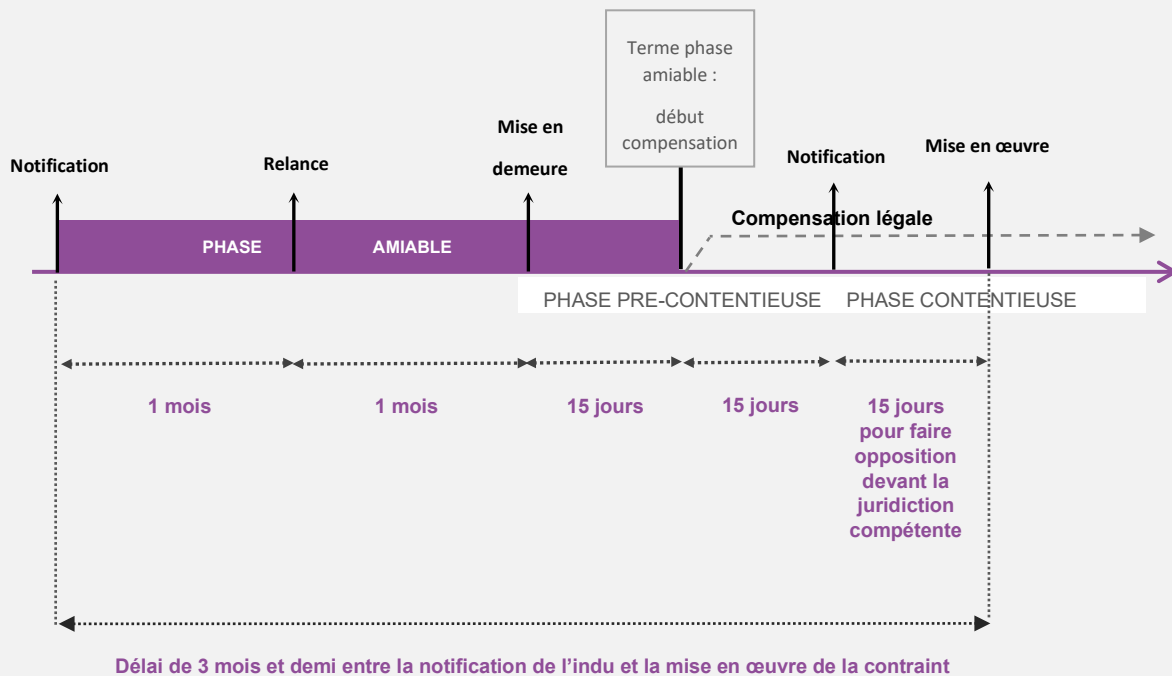 Terme phase
amiable :
début
compensation
Mise en
demeure
Notification
Relance
Notification
Mise en œuvre
Compensation légale
PHASE
AMIABLE
PHASE PRE-CONTENTIEUSE
PHASE CONTENTIEUSE
1 mois
1 mois
15 jours
15 jours
15 jours
pour faire
opposition
devant la
juridiction
compétente
Délai de 3 mois et demi entre la notification de l’indu et la mise en œuvre de la contraint